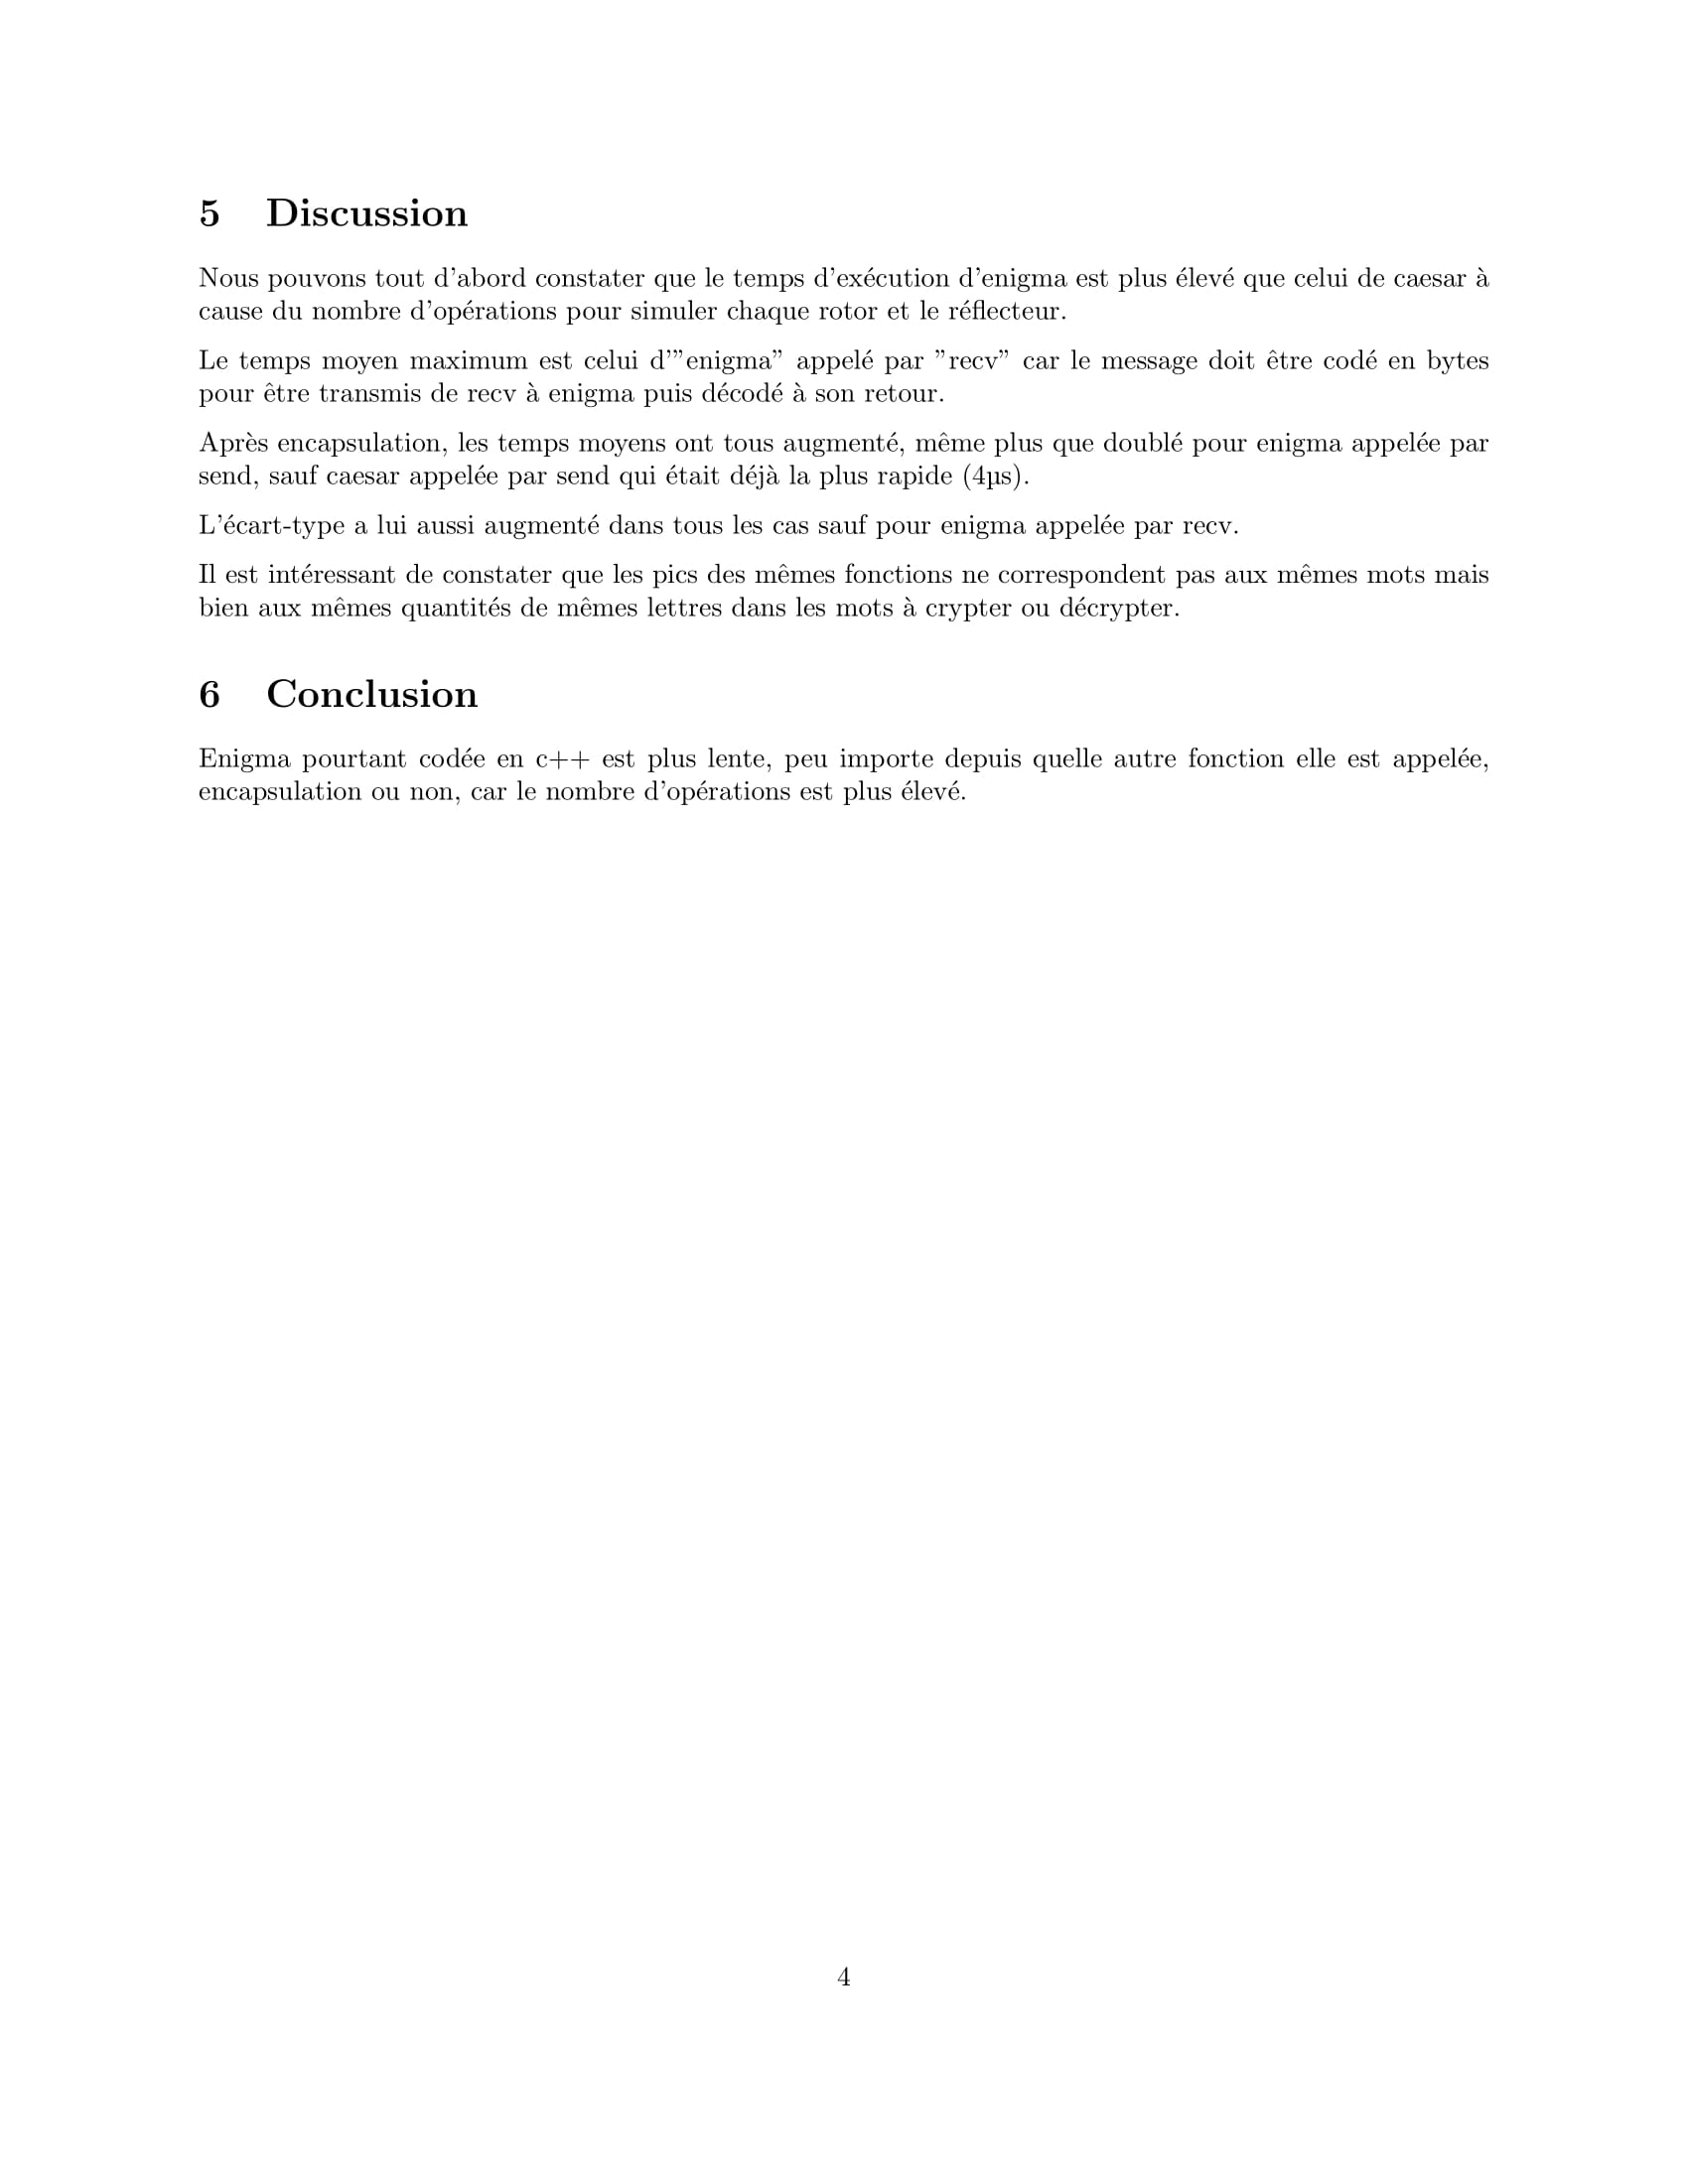 5 Discussion
Nous pouvons tout d'abord constater que le temps d'exécution d'enigma est plus élevé que celui de caesar à
cause du nombre d'opérations pour simuler chaque rotor et le réflecteur.
Le temps moyen maximum est celui d'"enigma" appelé par "recv" car le message doit être codé en bytes
pour être transmis de recv à enigma puis décodé à son retour.
Après encapsulation, les temps moyens ont tous augmenté, même plus que doublé pour enigma appelée par
send, sauf caesar appelée par send qui était déjà la plus rapide (4µs).
L'écart-type a lui aussi augmenté dans tous les cas sauf pour enigma appelée par recv.
Il est intéressant de constater que les pics des mêmes fonctions ne correspondent pas aux mêmes mots mais
bien aux mêmes quantités de mêmes lettres dans les mots à crypter ou décrypter.
6 Conclusion
Enigma pourtant codée en c++ est plus lente, peu importe depuis quelle autre fonction elle est appelée,
encapsulation ou non, car le nombre d'opérations est plus élevé.
4